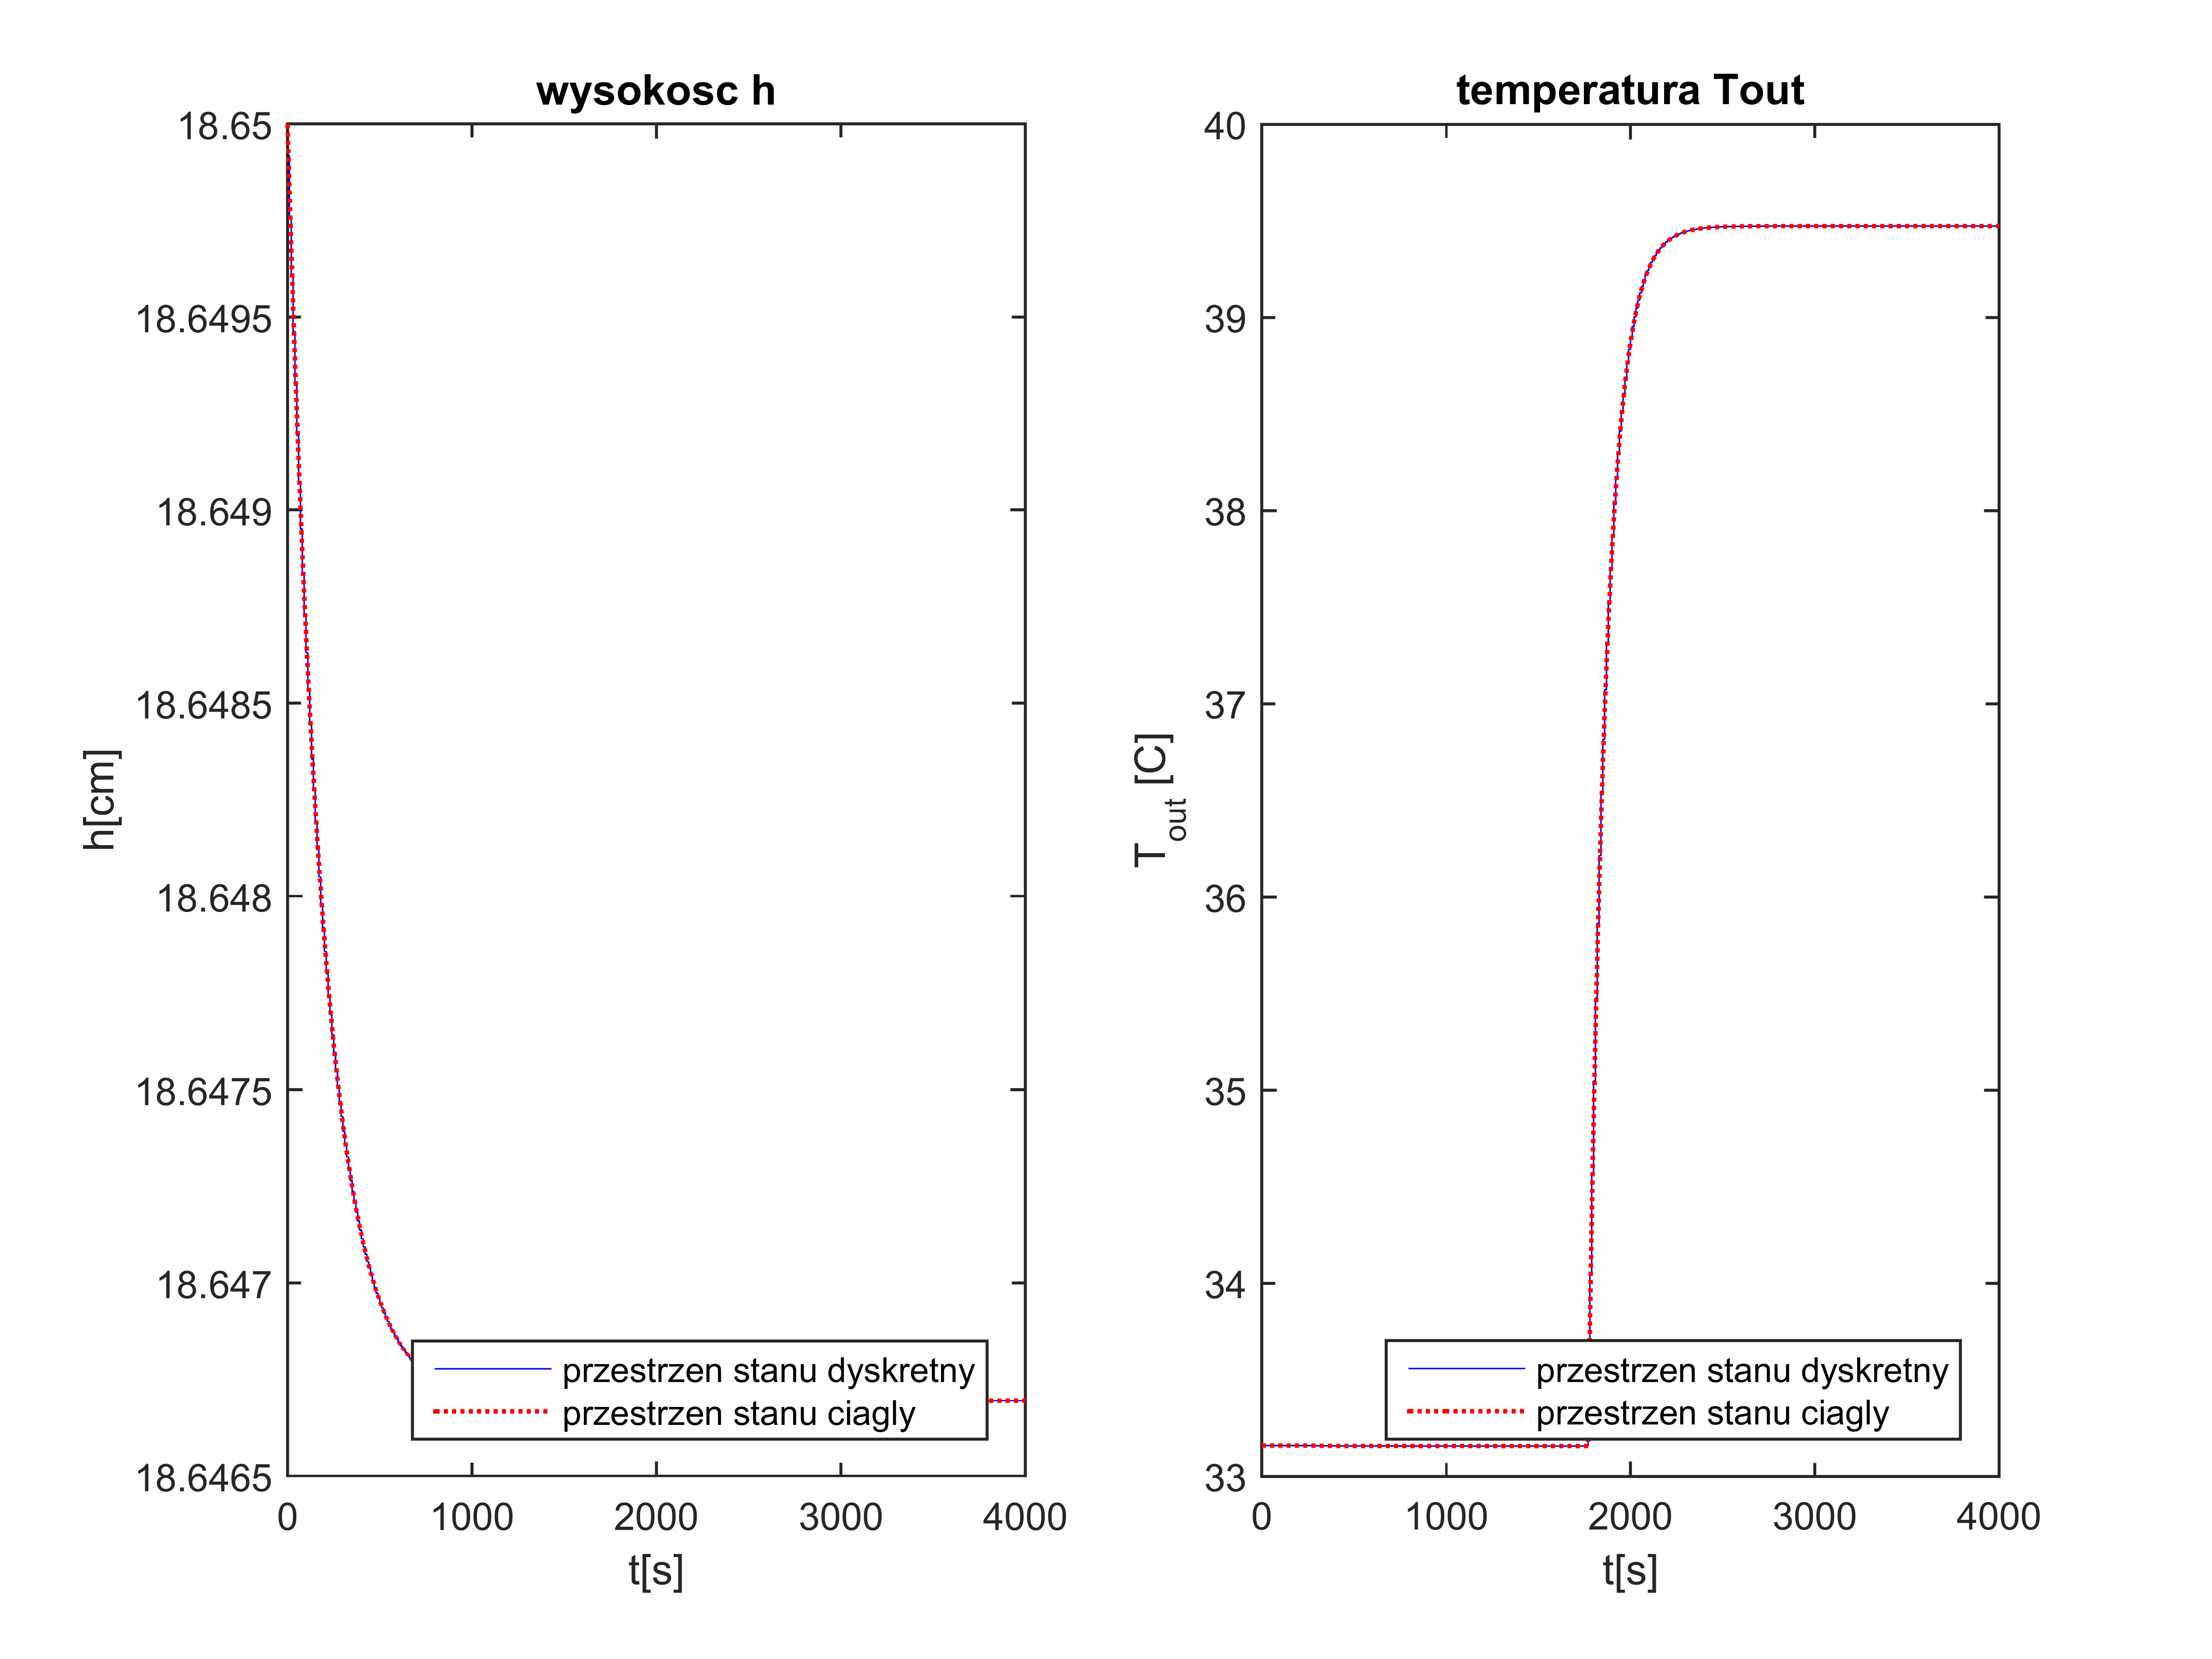 wysokosc h
18.65
18.6495
18.649
18.6485
18.648
18.6475
18.647
18.6465
h[cm]
0 1000 2000 3000 4000
t[s]
przestrzen stanu dyskretny
przestrzen stanu ciagly
temperatura Tout
40
39
38
37
36
35
34
33
T_out [C]
0 1000 2000 3000 4000
t[s]
przestrzen stanu dyskretny
przestrzen stanu ciagly